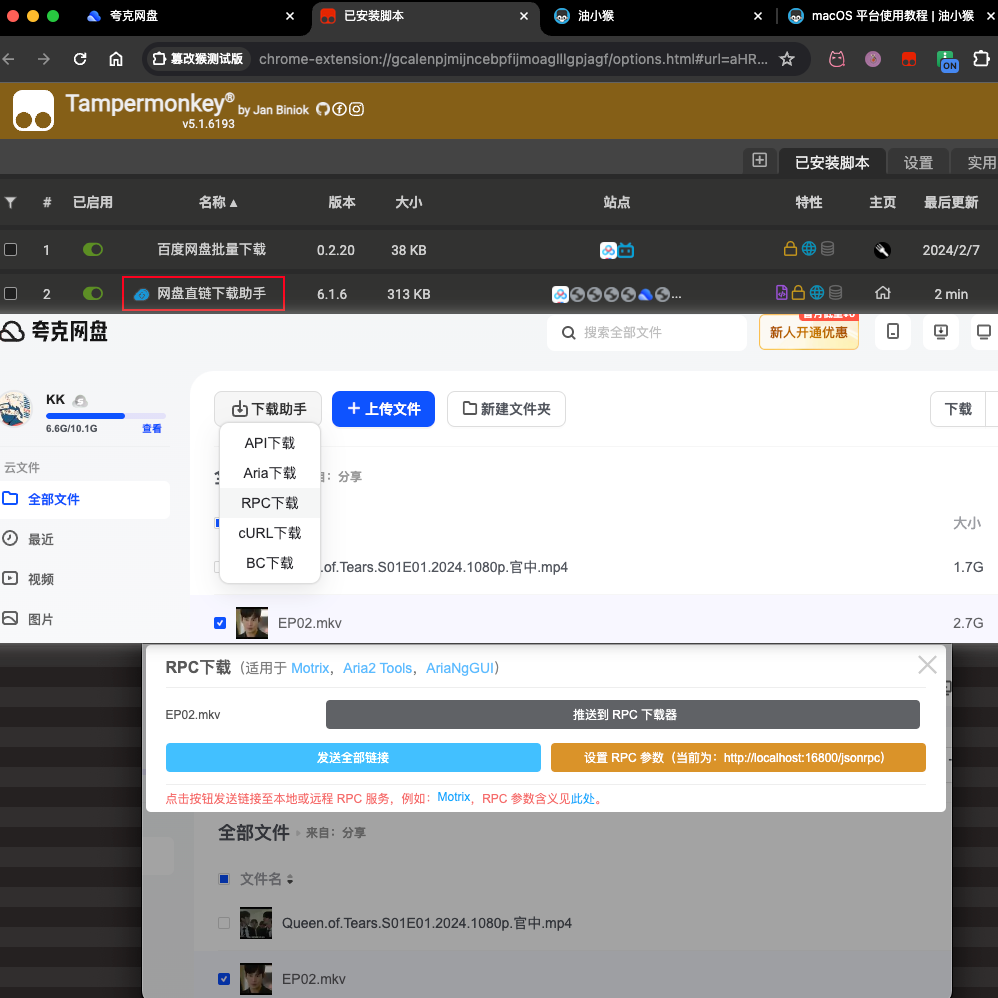 夸克网盘
已安装脚本
油小猴
macOS 平台使用教程 | 油小猴
篡改猴测试版
chrome-extension://gcalenpjmijncebpfijmoaglllgpjagf/options.html#url=aHR...
ON
Tampermonkey® by Jan Biniok
v5.1.6193
已安装脚本
设置
实用
# 已启用 名称▲ 版本 大小 站点 特性 主页 最后更新
1 百度网盘批量下载 0.2.20 38 KB 2024/2/7
2 网盘直链下载助手 6.1.6 313 KB ... 2 min
夸克网盘
搜索全部文件
新人开通优惠
KK
6.6G/10.1G
查看
下载助手
上传文件
新建文件夹
下载
API下载
Aria下载
RPC下载
cURL下载
BC下载
云文件
全部文件
最近
视频
图片
：分享
大小
.of.Tears.S01E01.2024.1080p.官中.mp4
1.7G
EP02.mkv
2.7G
RPC下载（适用于 Motrix，Aria2 Tools，AriaNgGUI）
EP02.mkv
推送到 RPC 下载器
发送全部链接
设置 RPC 参数（当前为：http://localhost:16800/jsonrpc）
点击按钮发送链接至本地或远程 RPC 服务，例如：Motrix，RPC 参数含义见此处。
全部文件 来自：分享
文件名
Queen.of.Tears.S01E01.2024.1080p.官中.mp4
EP02.mkv